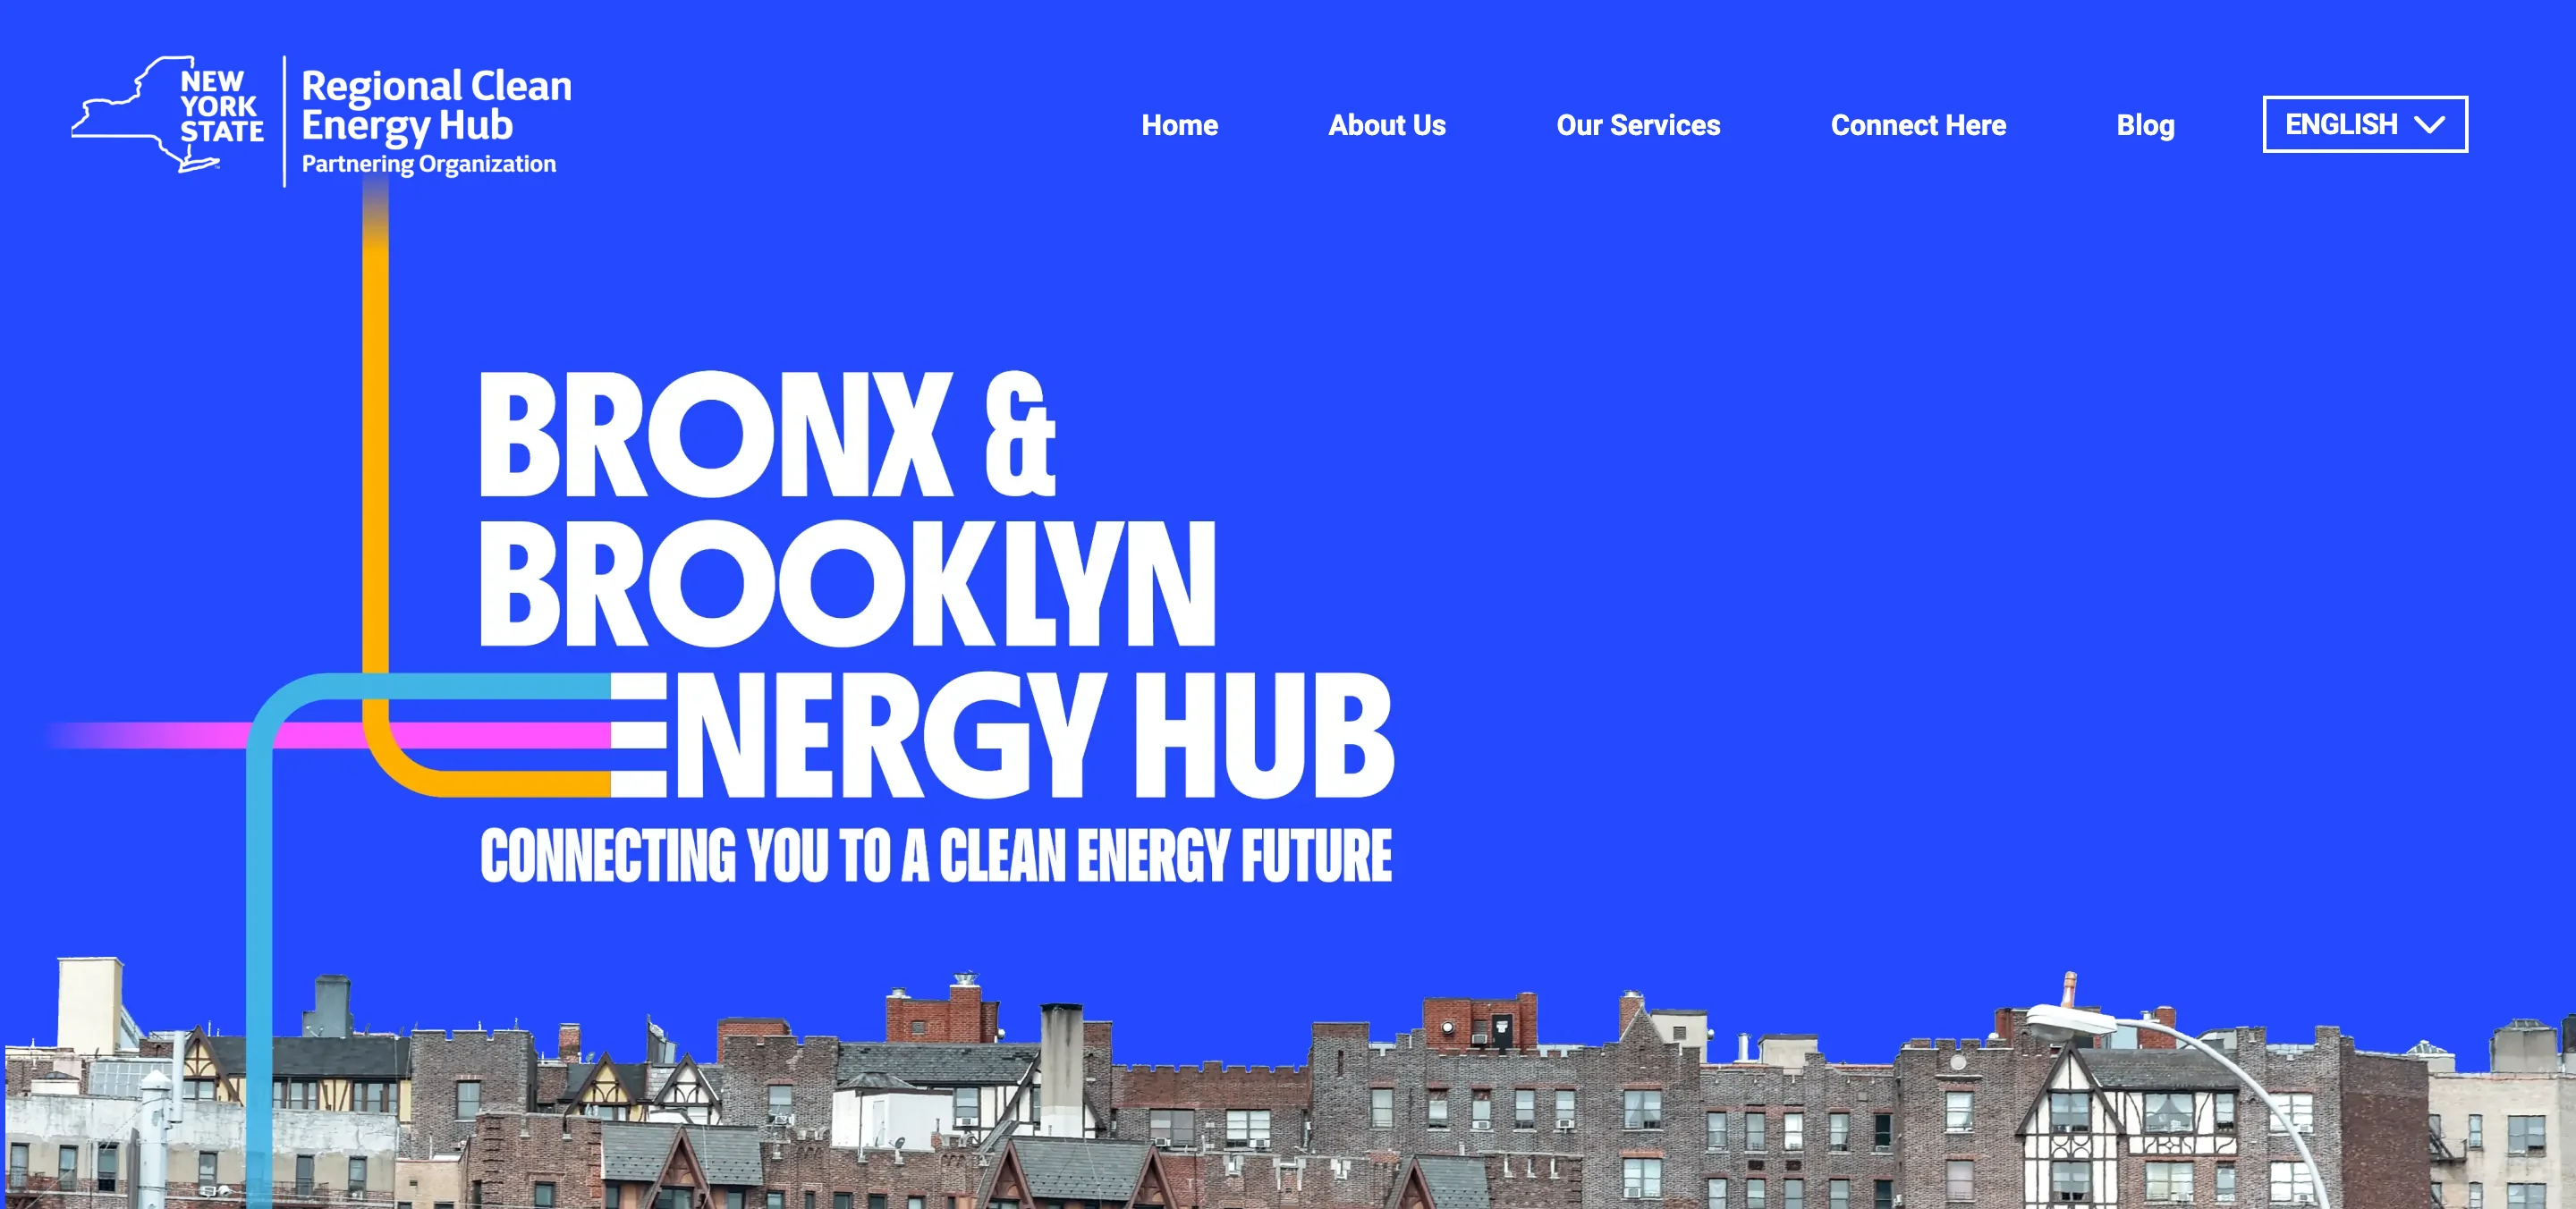 NEW
YORK
STATE
Regional Clean
Energy Hub
Partnering Organization
Home
About Us
Our Services
Connect Here
Blog
ENGLISH
BRONX &
BROOKLYN
ENERGY HUB
CONNECTING YOU TO A CLEAN ENERGY FUTURE